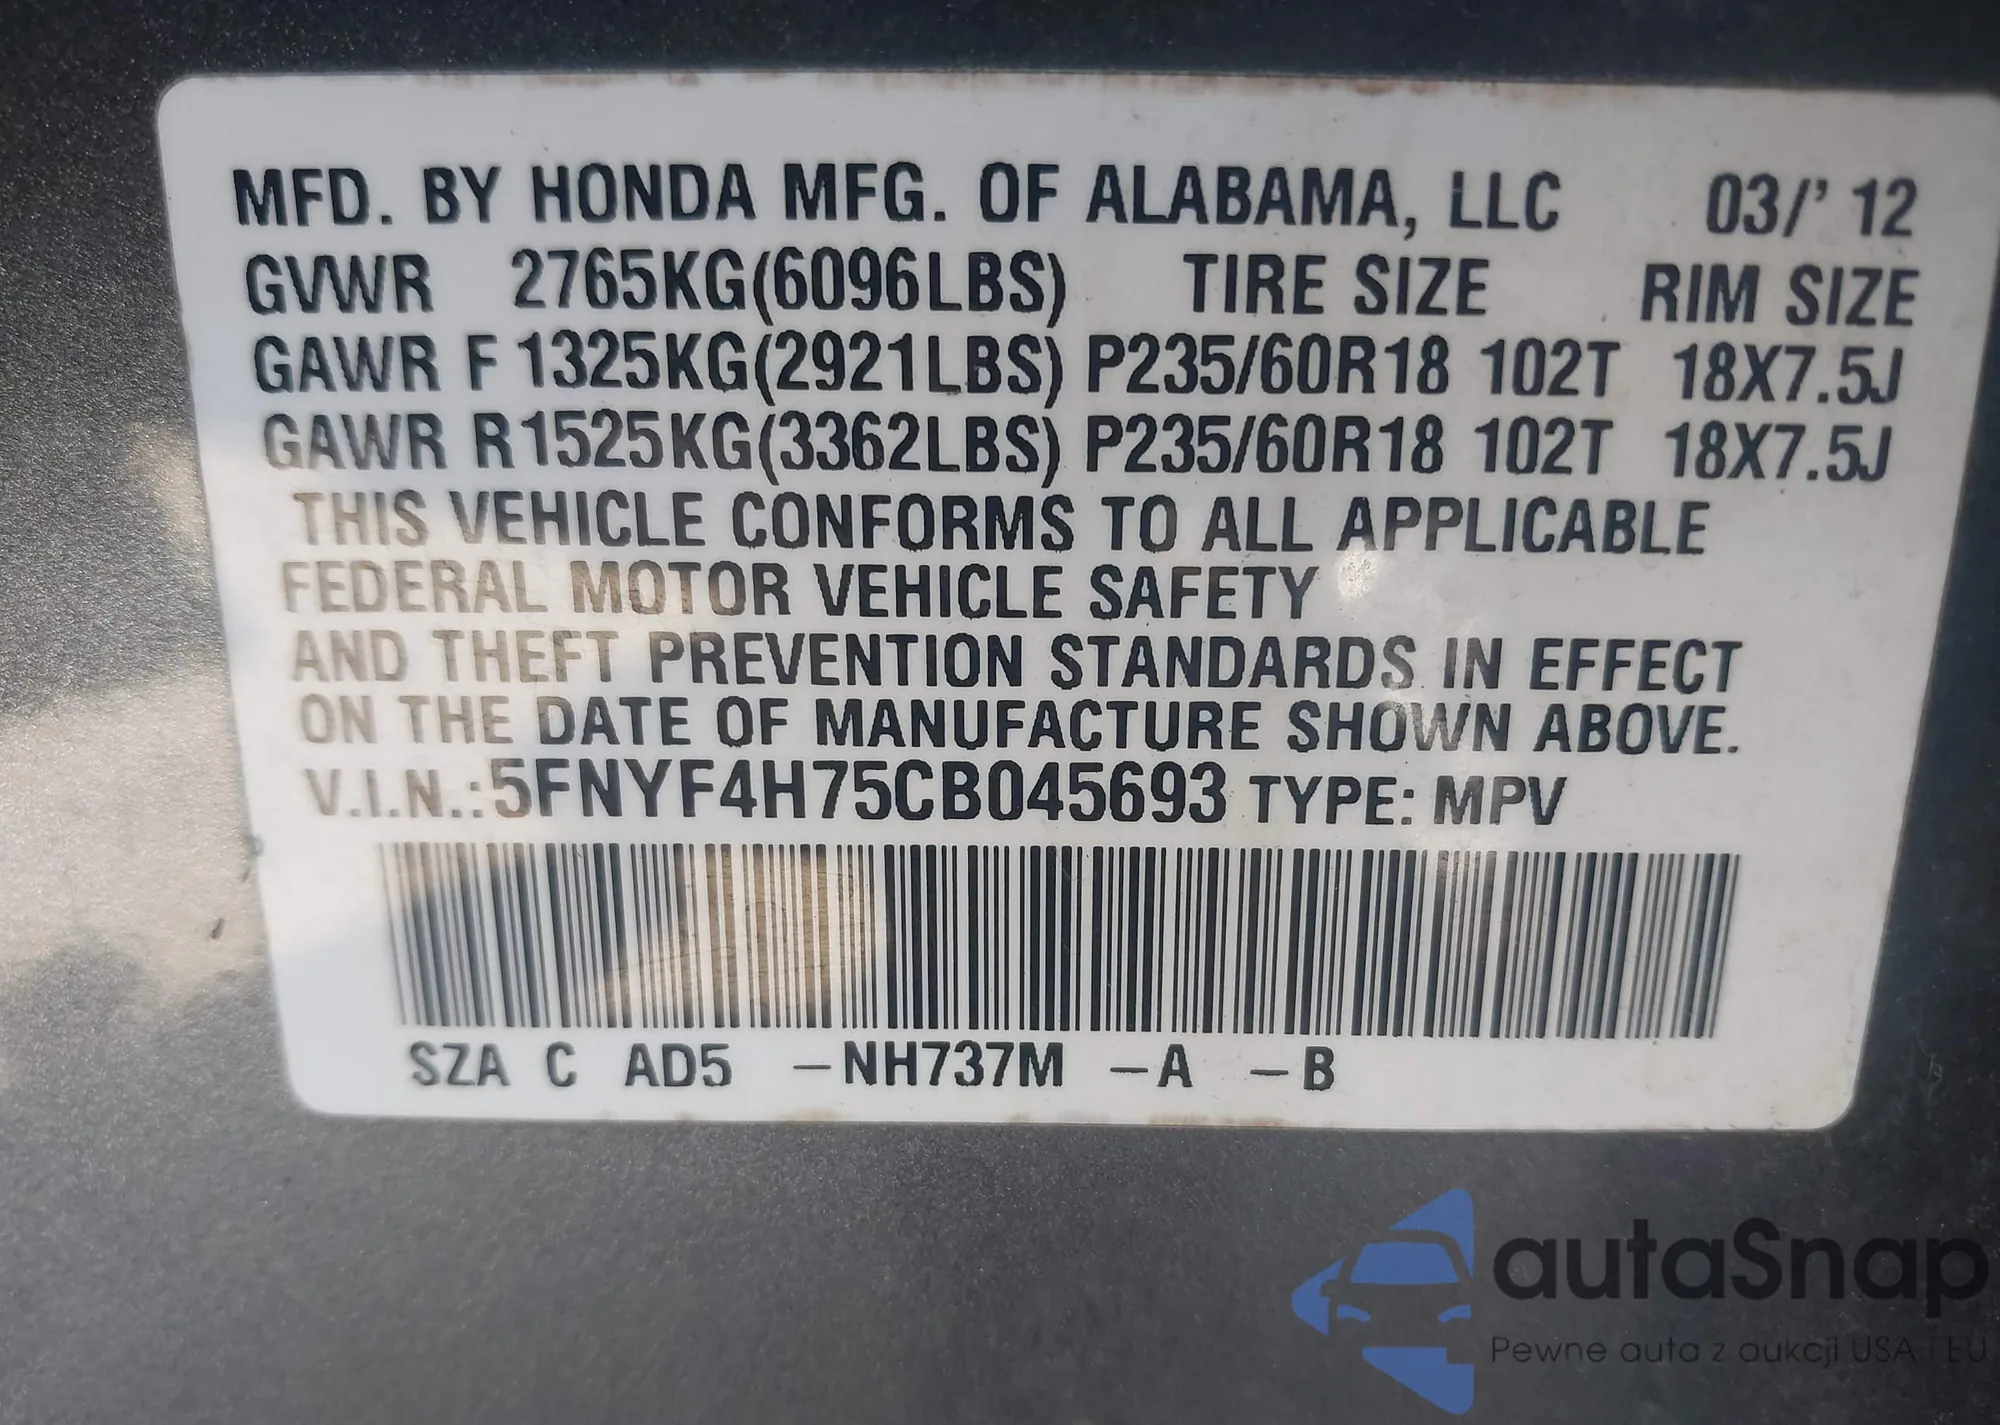 MFD. BY HONDA MFG. OF ALABAMA, LLC 03/' 12
GVWR 2765KG(6096LBS) TIRE SIZE RIM SIZE
GAWR F 1325KG(2921LBS) P235/60R18 102T 18X7.5J
GAWR R1525KG(3362LBS) P235/60R18 102T 18X7.5J
THIS VEHICLE CONFORMS TO ALL APPLICABLE
FEDERAL MOTOR VEHICLE SAFETY
AND THEFT PREVENTION STANDARDS IN EFFECT
ON THE DATE OF MANUFACTURE SHOWN ABOVE.
V.I.N.:5FNYF4H75CB045693 TYPE: MPV
SZA C AD5 –NH737M –A –B
autaSnap
Pewne auta z aukcji USA i EU